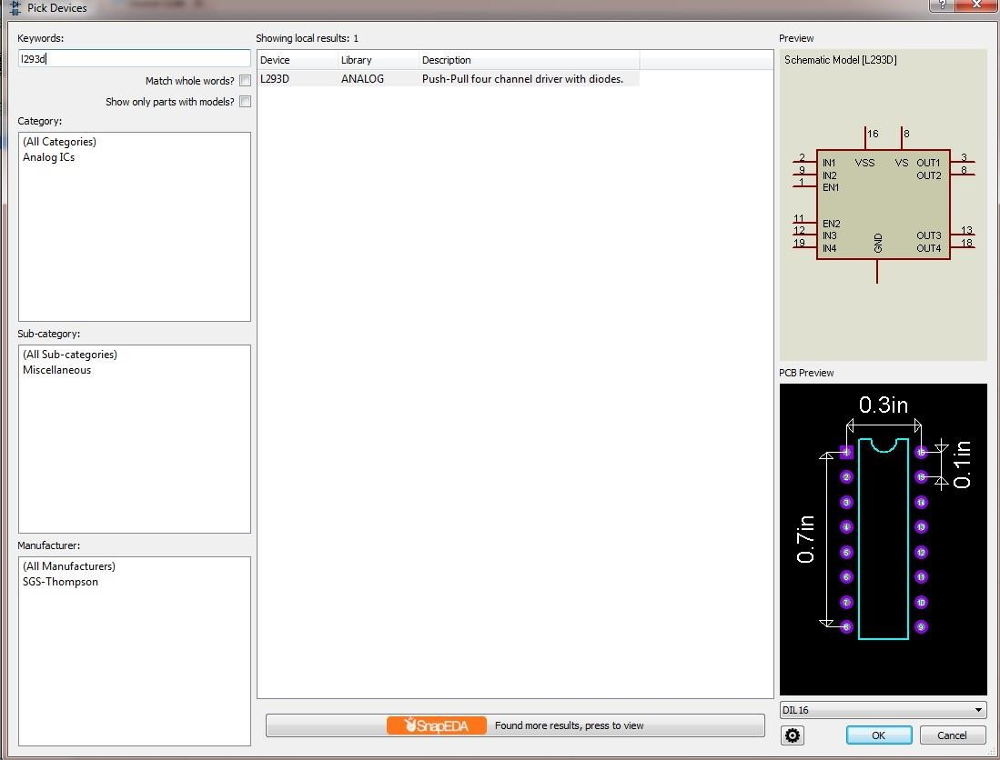 Pick Devices
Keywords:
l293d
Match whole words?
Show only parts with models?
Category:
(All Categories)
Analog ICs
Sub-category:
(All Sub-categories)
Miscellaneous
Manufacturer:
(All Manufacturers)
SGS-Thompson
Showing local results: 1
Device Library Description
L293D ANALOG Push-Pull four channel driver with diodes.
SnapEDA Found more results, press to view
Preview
Schematic Model [L293D]
16 8
2 IN1 VSS VS OUT1 3
9 IN2 OUT2 8
1 EN1
11 EN2
12 IN3 OUT3 13
19 IN4 OUT4 18
GND
PCB Preview
0.3in
0.1in
0.7in
1 16
2 15
3 14
4 13
5 12
6 11
7 10
8 9
DIL16
OK Cancel